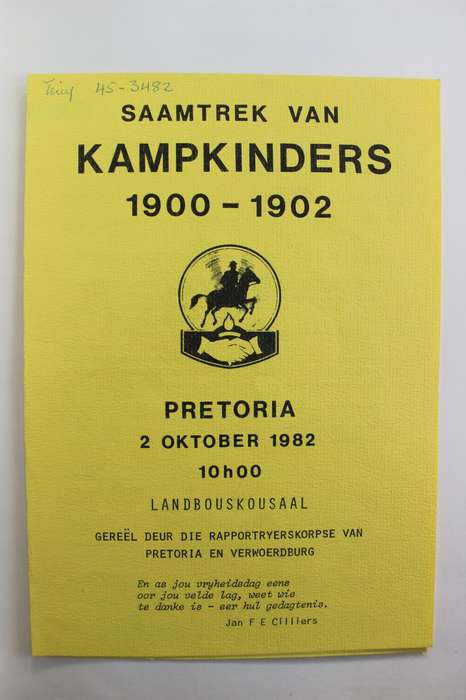 Tiny 45-3482
SAAMTREK VAN
KAMPKINDERS
1900 - 1902
PRETORIA
2 OKTOBER 1982
10h00
LANDBOUSKOUSAAL
GEREËL DEUR DIE RAPPORTRYERSKORPSE VAN
PRETORIA EN VERWOERDBURG
En as jou vryheidsdag eens
oor jou velde lag, weet wie
te danke is - eer hul gedagtenis.
Jan F E Cilliers